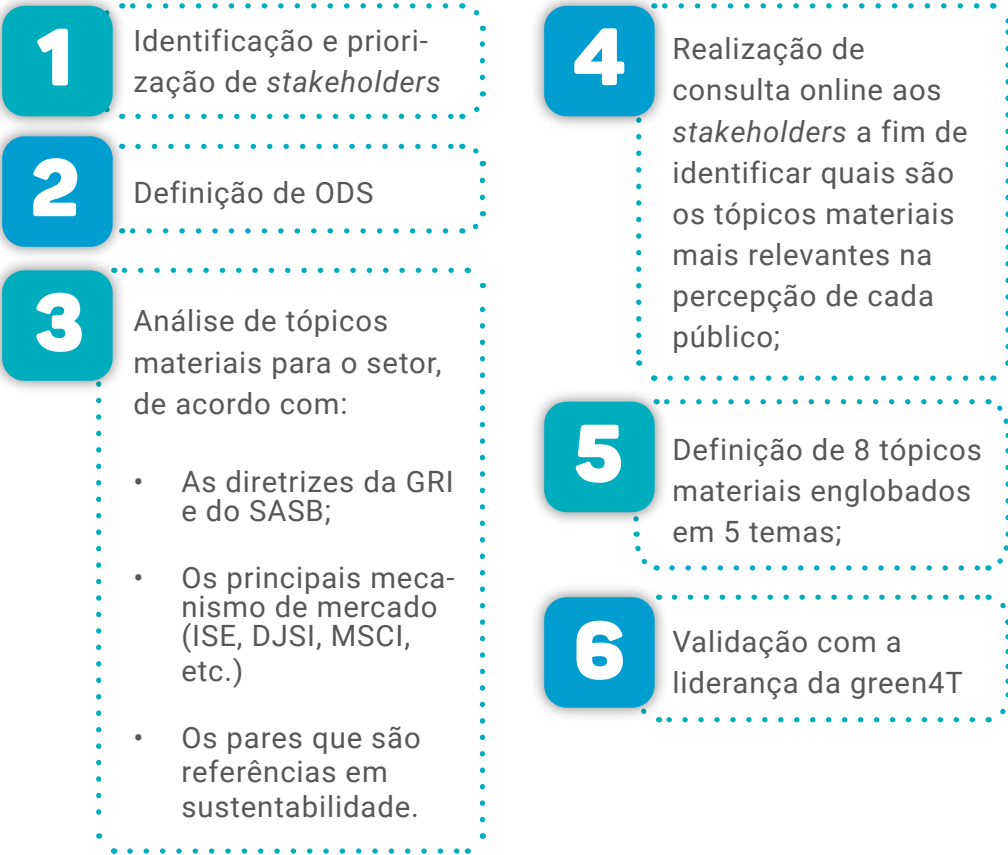 1
Identificação e priori-
zação de stakeholders
2
Definição de ODS
3
Análise de tópicos
materiais para o setor,
de acordo com:
• As diretrizes da GRI
e do SASB;
• Os principais meca-
nismo de mercado
(ISE, DJSI, MSCI,
etc.)
• Os pares que são
referências em
sustentabilidade.
4
Realização de
consulta online aos
stakeholders a fim de
identificar quais são
os tópicos materiais
mais relevantes na
percepção de cada
público;
5
Definição de 8 tópicos
materiais englobados
em 5 temas;
6
Validação com a
liderança da green4T